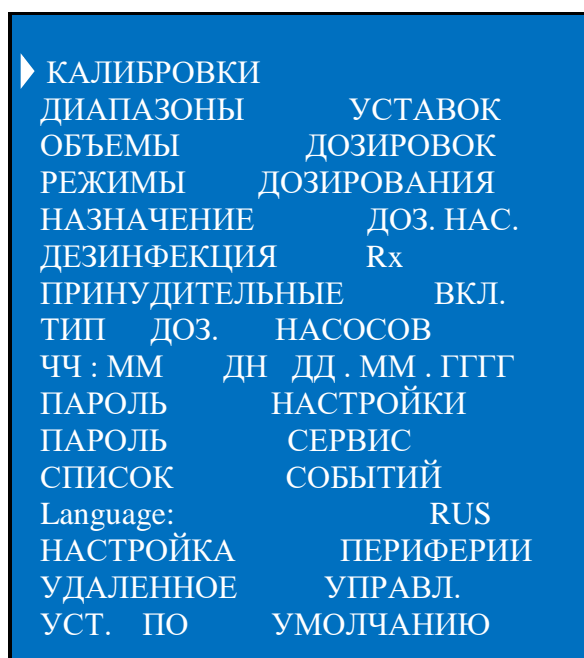 КАЛИБРОВКИ
ДИАПАЗОНЫ УСТАВОК
ОБЪЕМЫ ДОЗИРОВОК
РЕЖИМЫ ДОЗИРОВАНИЯ
НАЗНАЧЕНИЕ ДОЗ. НАС.
ДЕЗИНФЕКЦИЯ Rx
ПРИНУДИТЕЛЬНЫЕ ВКЛ.
ТИП ДОЗ. НАСОСОВ
ЧЧ : ММ ДН ДД . ММ . ГГГГ
ПАРОЛЬ НАСТРОЙКИ
ПАРОЛЬ СЕРВИС
СПИСОК СОБЫТИЙ
Language: RUS
НАСТРОЙКА ПЕРИФЕРИИ
УДАЛЕННОЕ УПРАВЛ.
УСТ. ПО УМОЛЧАНИЮ